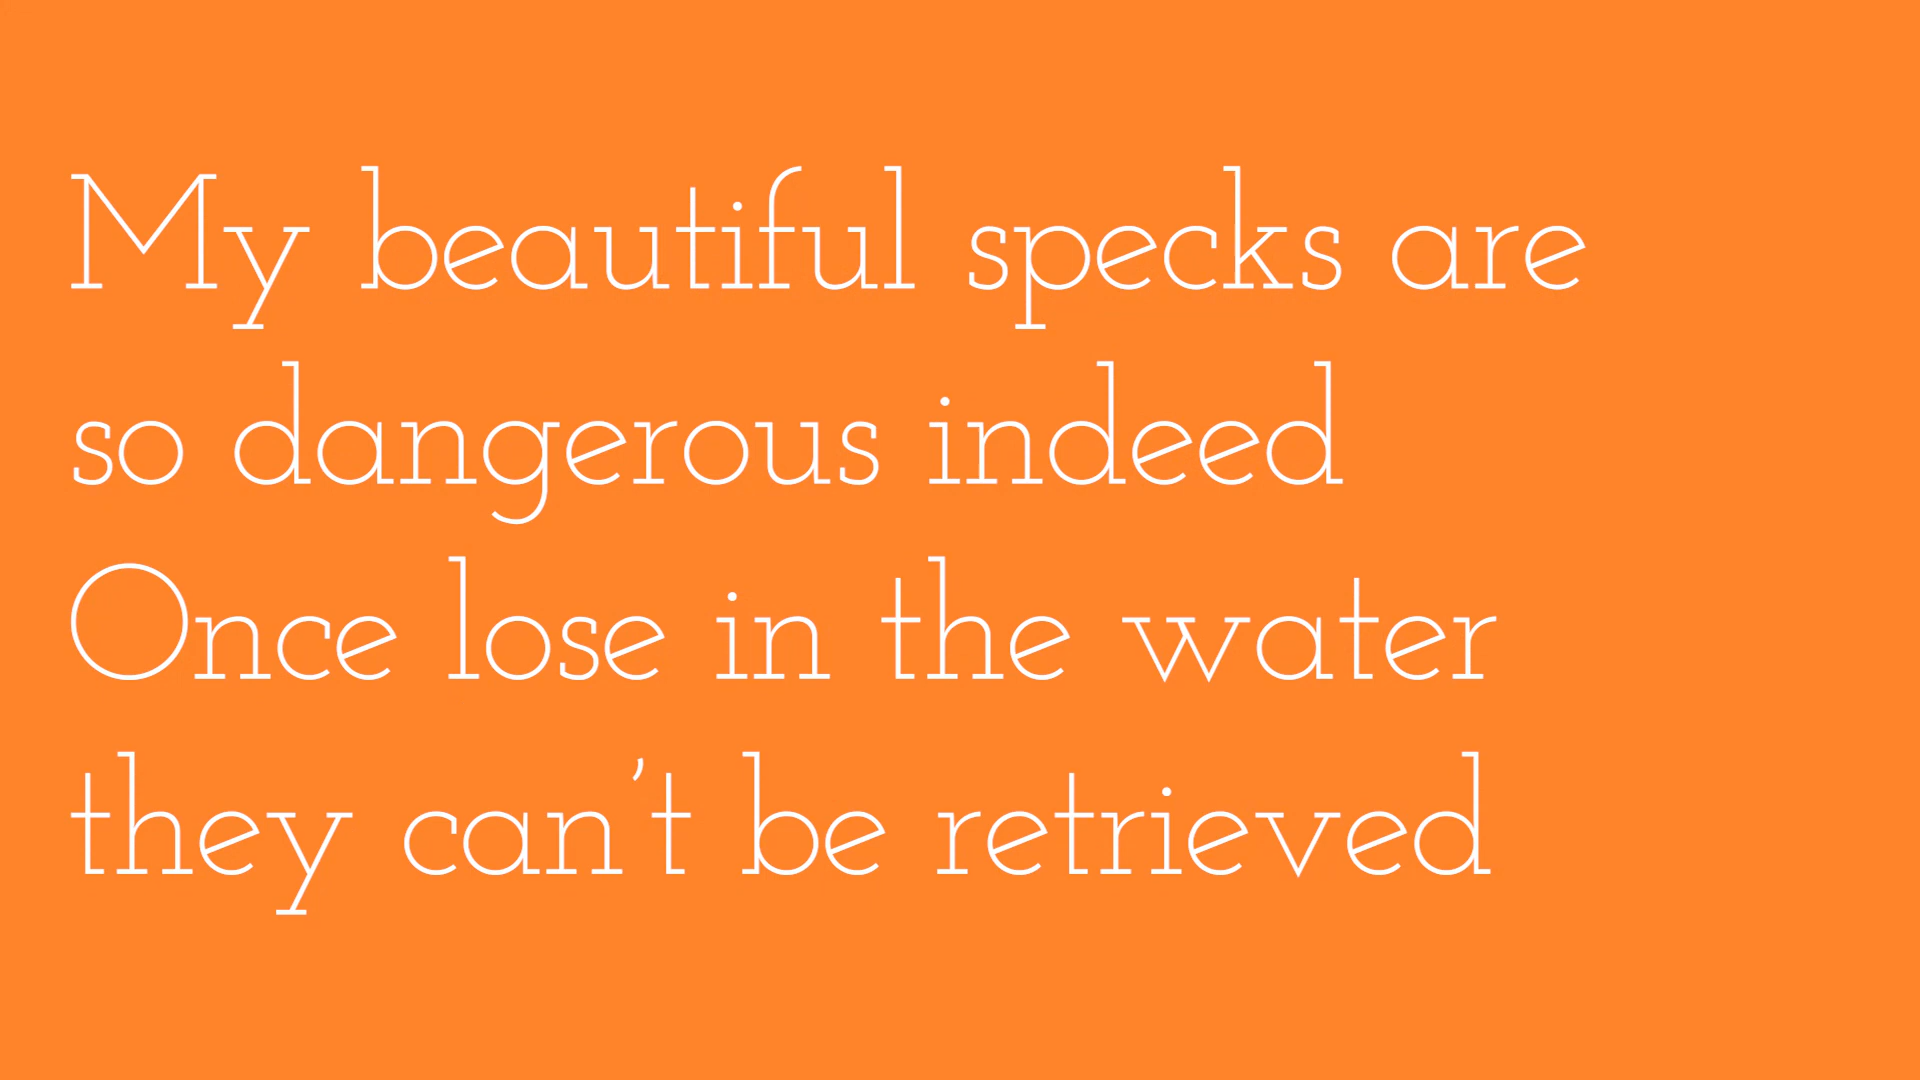 My beautiful specks are
so dangerous indeed
Once lose in the water
they can’t be retrieved